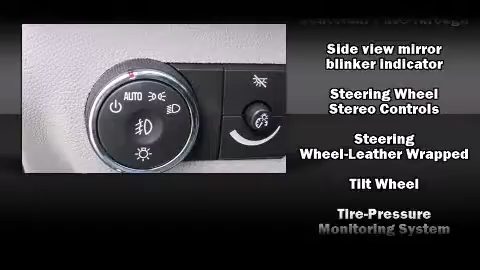 AUTO
Side view mirror
blinker indicator
Steering Wheel
Stereo Controls
Steering
Wheel-Leather Wrapped
Tilt Wheel
Tire-Pressure
Monitoring System